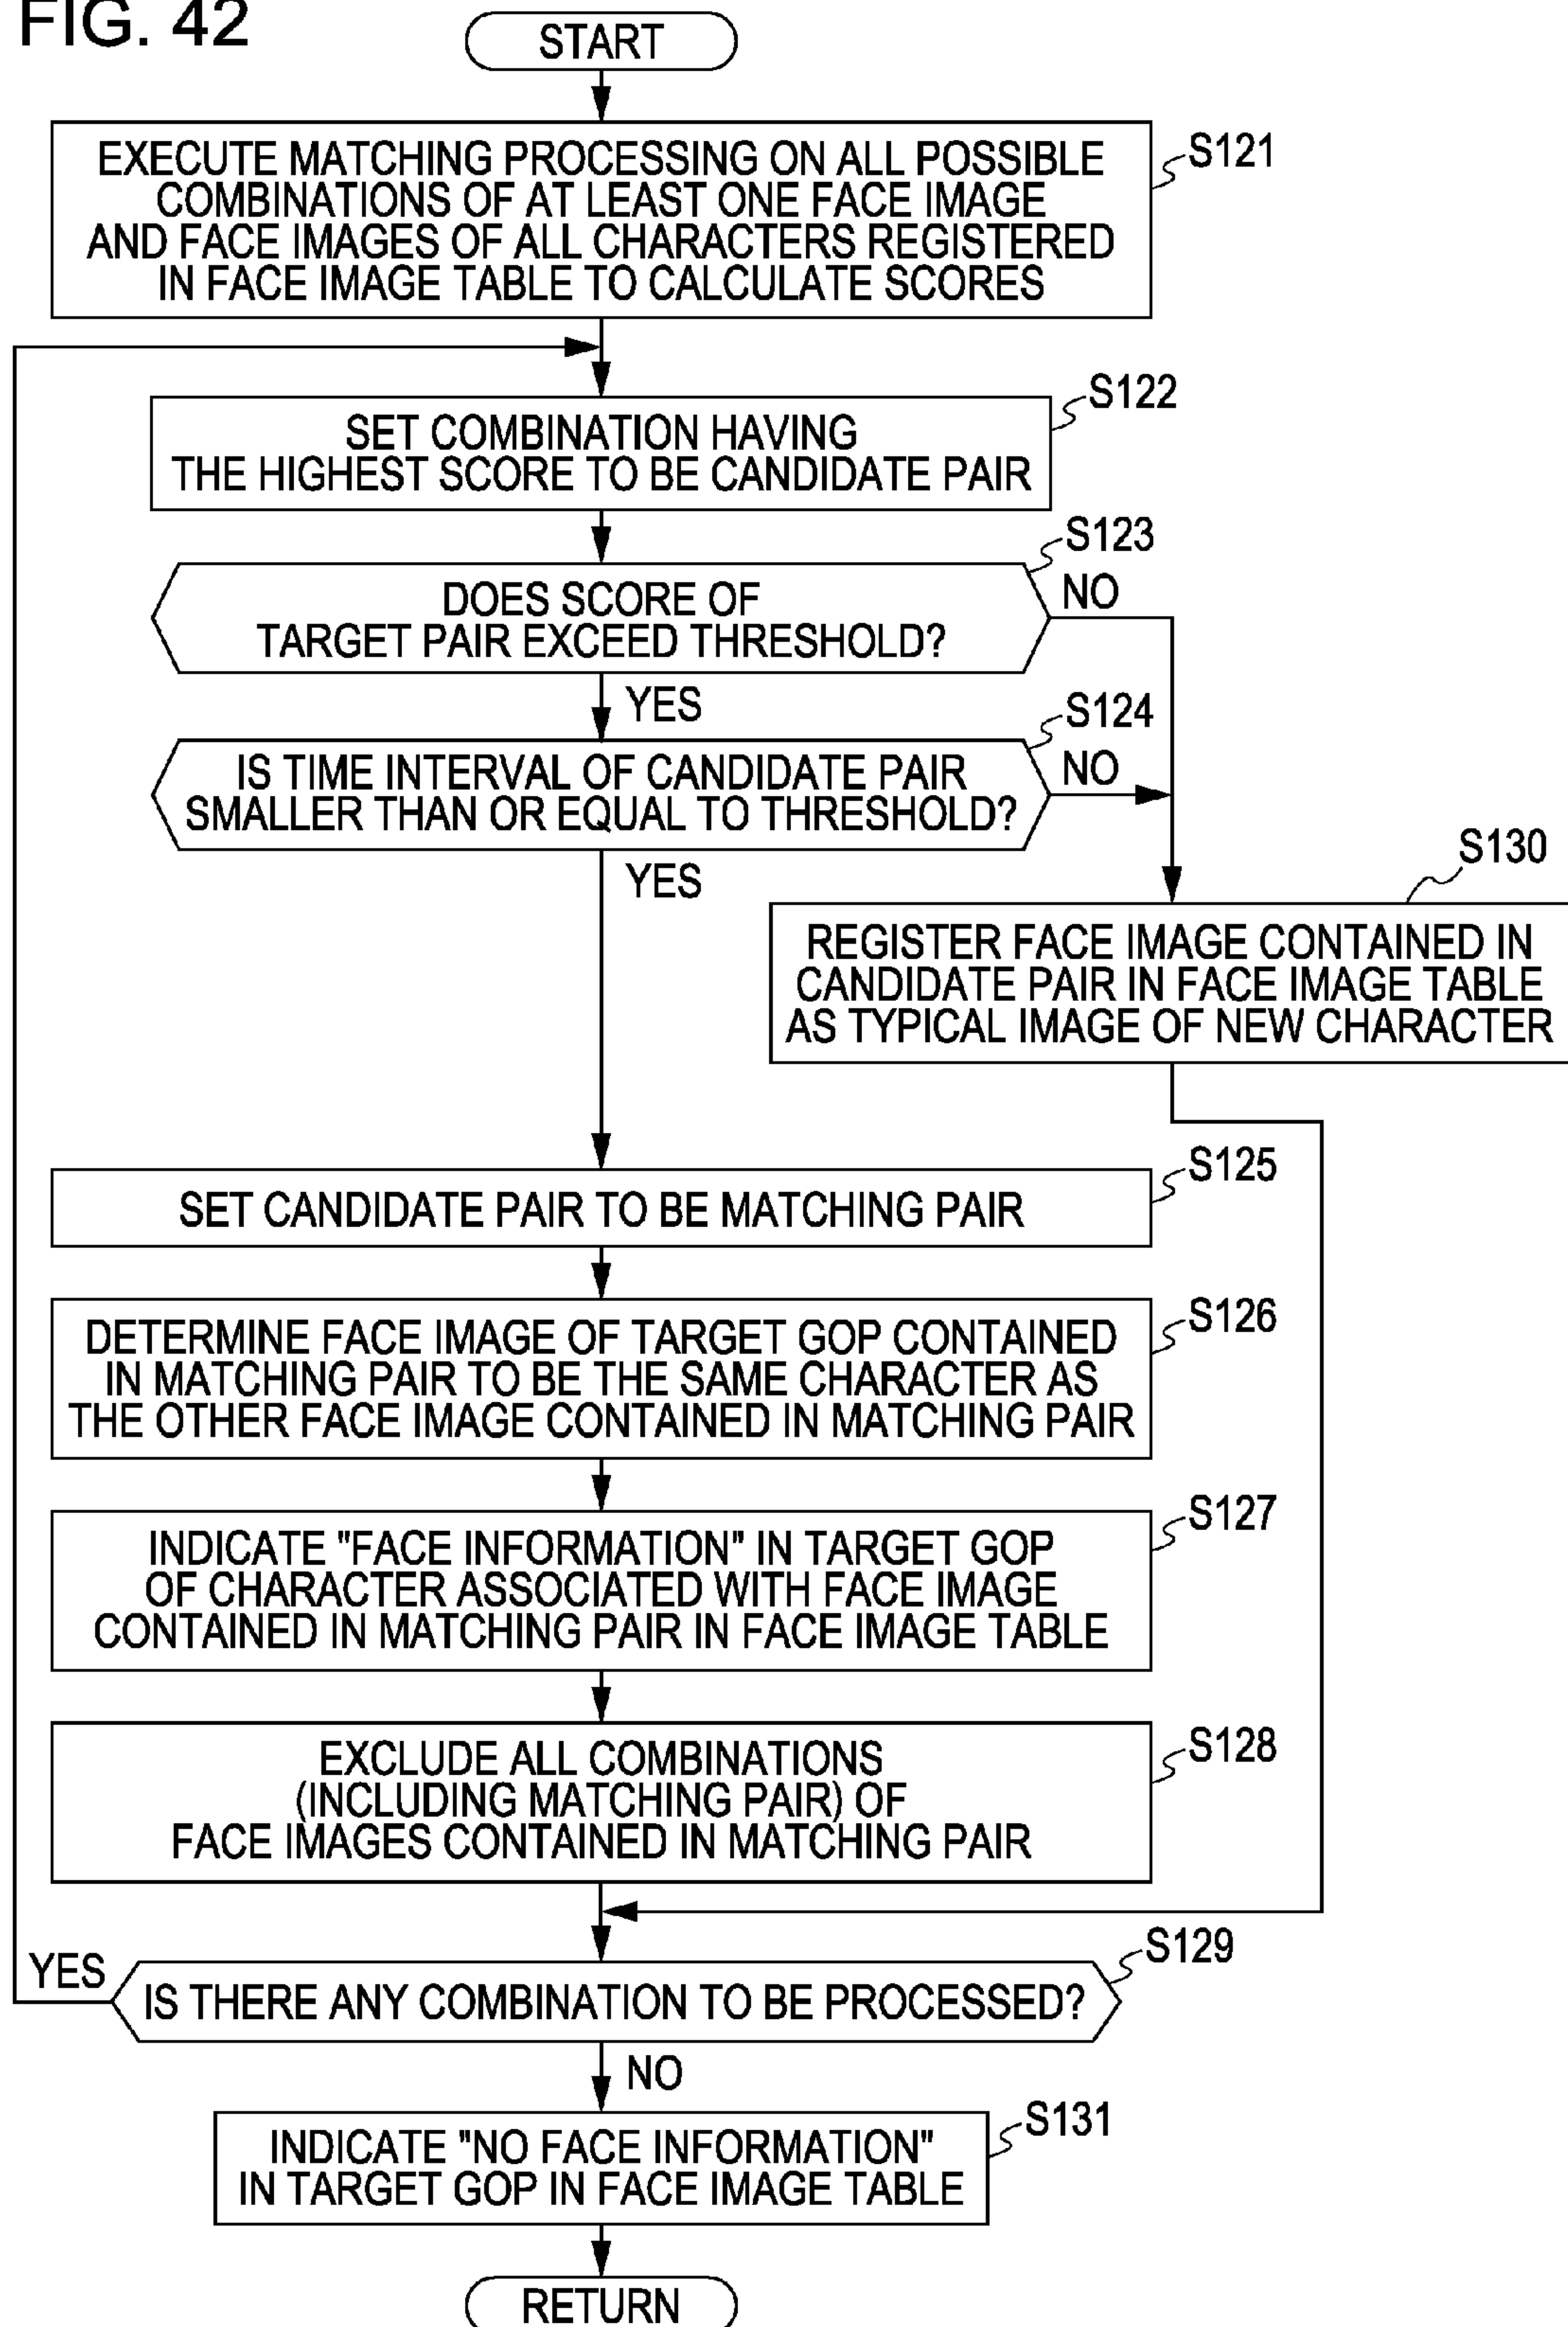 FIG. 42
START
EXECUTE MATCHING PROCESSING ON ALL POSSIBLE
COMBINATIONS OF AT LEAST ONE FACE IMAGE
AND FACE IMAGES OF ALL CHARACTERS REGISTERED
IN FACE IMAGE TABLE TO CALCULATE SCORES
S121
SET COMBINATION HAVING
THE HIGHEST SCORE TO BE CANDIDATE PAIR
S122
DOES SCORE OF
TARGET PAIR EXCEED THRESHOLD?
S123
NO
YES
IS TIME INTERVAL OF CANDIDATE PAIR
SMALLER THAN OR EQUAL TO THRESHOLD?
S124
NO
YES
S130
REGISTER FACE IMAGE CONTAINED IN
CANDIDATE PAIR IN FACE IMAGE TABLE
AS TYPICAL IMAGE OF NEW CHARACTER
SET CANDIDATE PAIR TO BE MATCHING PAIR
S125
DETERMINE FACE IMAGE OF TARGET GOP CONTAINED
IN MATCHING PAIR TO BE THE SAME CHARACTER AS
THE OTHER FACE IMAGE CONTAINED IN MATCHING PAIR
S126
INDICATE "FACE INFORMATION" IN TARGET GOP
OF CHARACTER ASSOCIATED WITH FACE IMAGE
CONTAINED IN MATCHING PAIR IN FACE IMAGE TABLE
S127
EXCLUDE ALL COMBINATIONS
(INCLUDING MATCHING PAIR) OF
FACE IMAGES CONTAINED IN MATCHING PAIR
S128
YES
IS THERE ANY COMBINATION TO BE PROCESSED?
S129
NO
INDICATE "NO FACE INFORMATION"
IN TARGET GOP IN FACE IMAGE TABLE
S131
RETURN